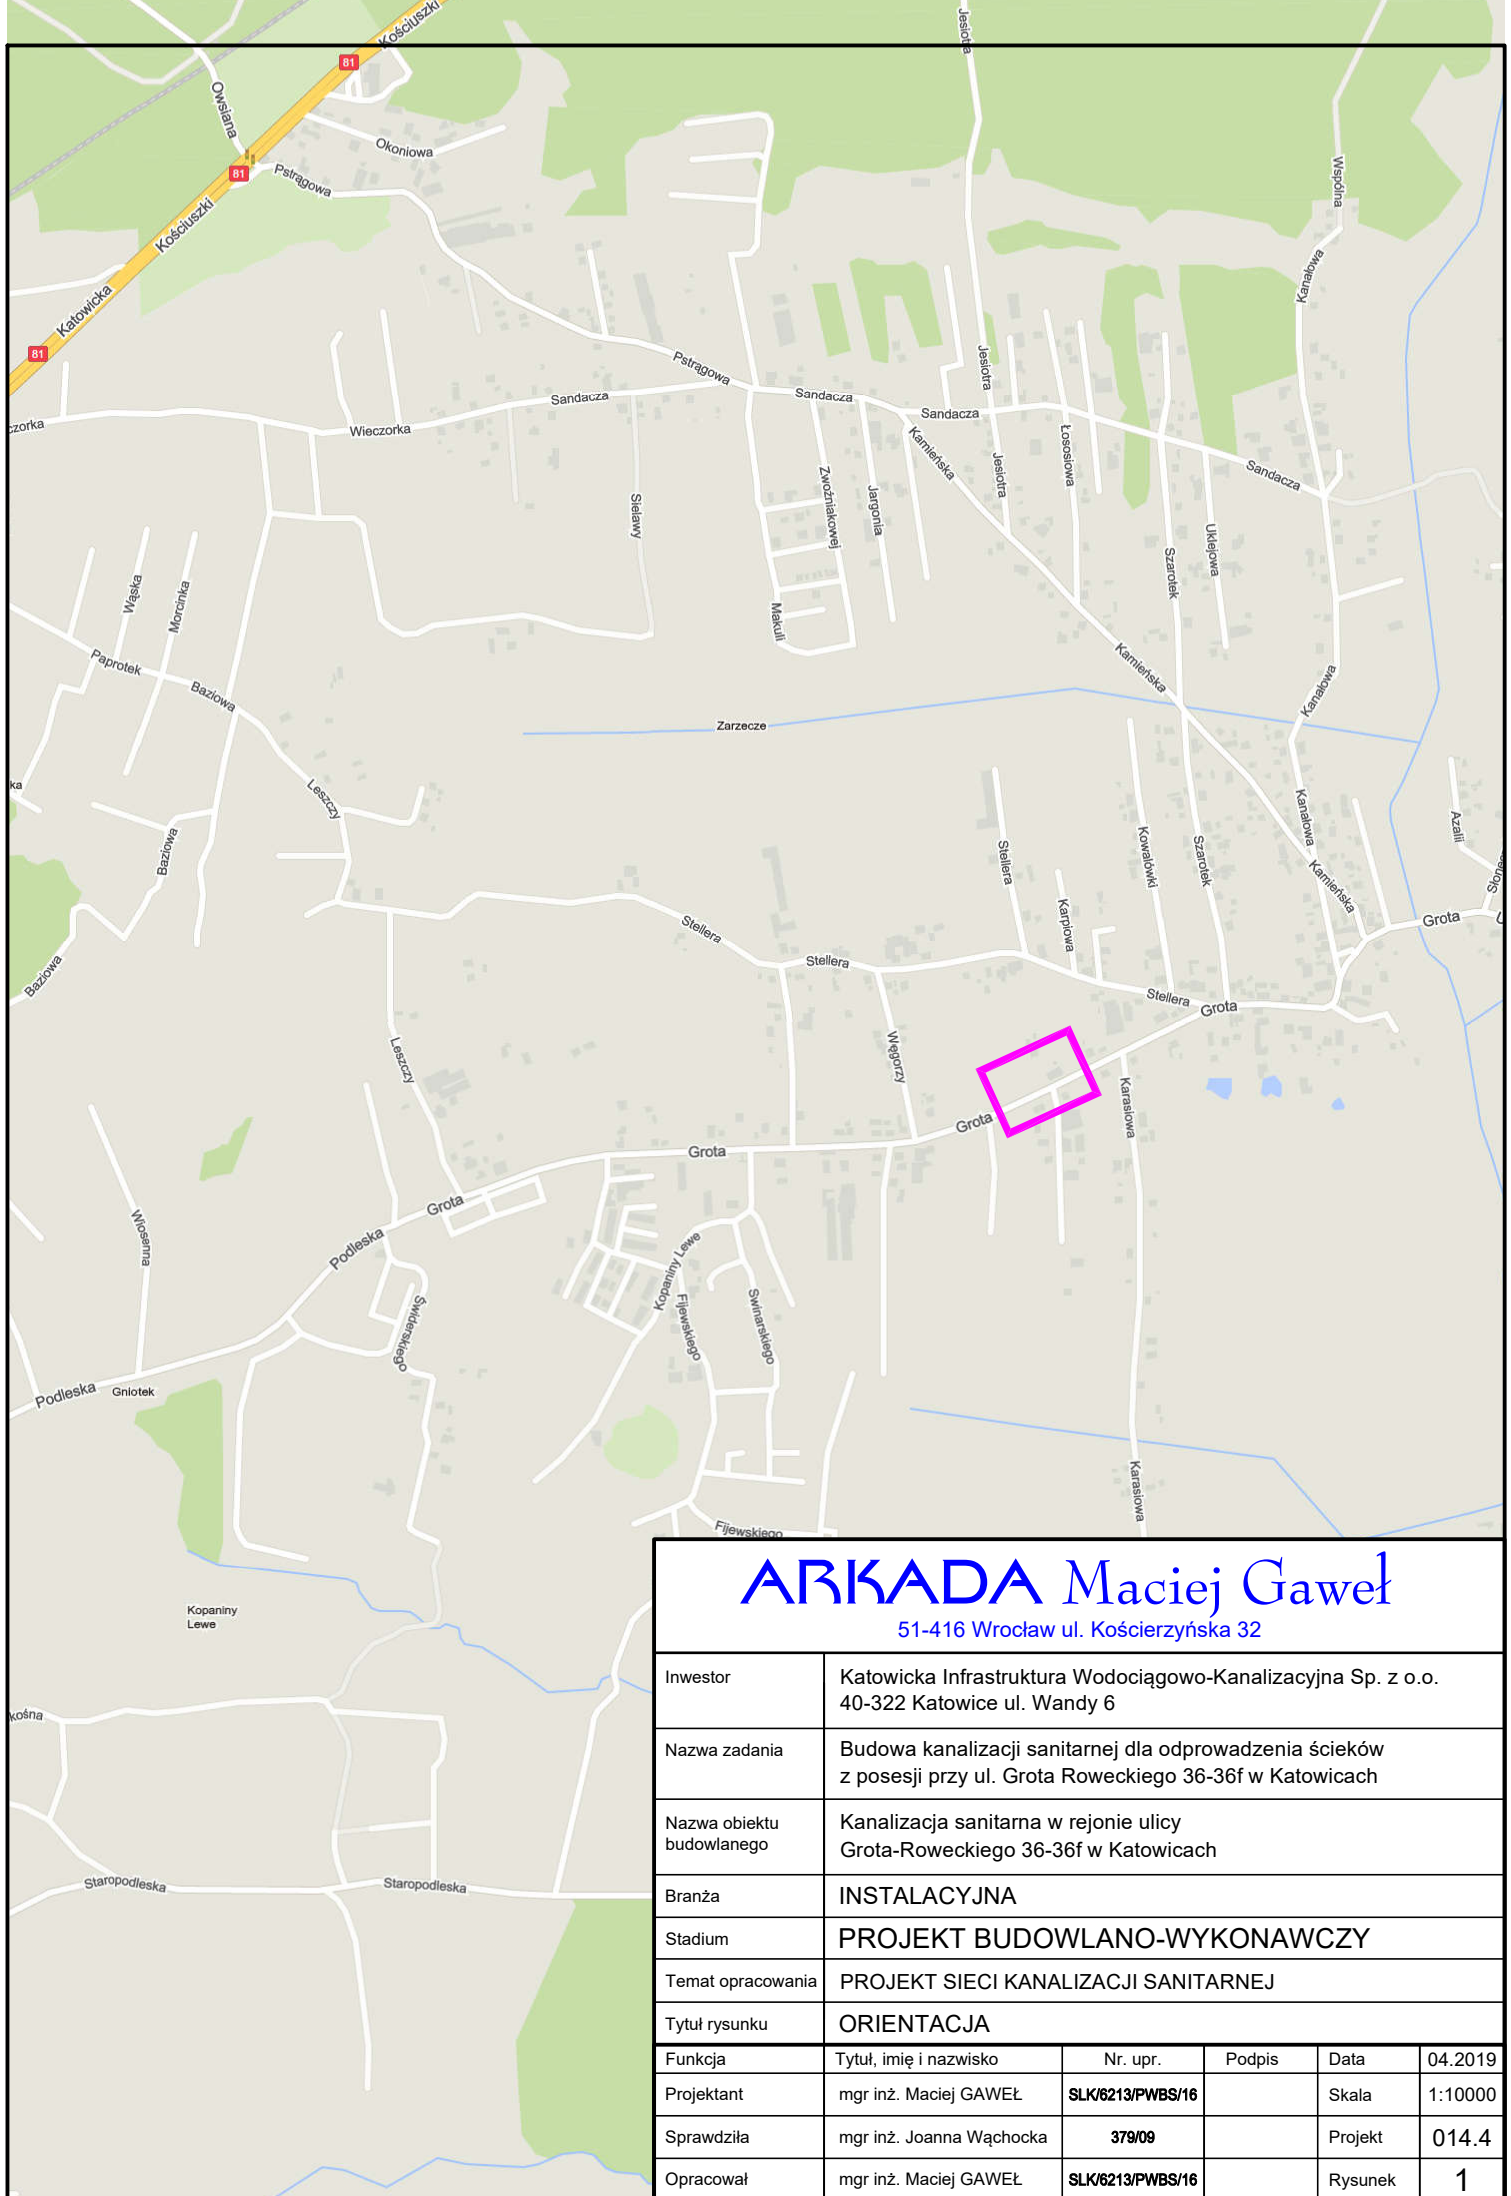 Kościuszki
Jesiotra
81
Owsiana
Okoniowa
81
Pstrągowa
Wspólna
Kościuszki
Kanałowa
Katowicka
81
Jesiotra
Pstrągowa
Sandacza
Sandacza
Sandacza
czorka
Wieczorka
Kamieńska
Łososiowa
Jesiotra
Sandacza
Zwoźniakowej
Jargonia
Sielawy
Uklejowa
Szarotek
Wąska
Morcinka
Makuli
Paprotek
Baziowa
Kamieńska
Kanałowa
Zarzecze
ka
Leszczy
Baziowa
Stellera
Kowalówki
Szarotek
Kanałowa
Azalii
Kamieńska
Karpiowa
Grota
Stellera
Stellera
Baziowa
Stellera
Grota
Leszczy
Węgorzy
Karasiowa
Grota
Grota
Grota
Wiosenna
Podleska
Kopaniny Lewe
Świderskiego
Fijewskiego
Swinarskiego
Podleska
Gniotek
Karasiowa
Fijewskiego
Kopaniny
Lewe
kośna
Staropodleska
Staropodleska
ARKADA Maciej Gaweł
51-416 Wrocław ul. Kościerzyńska 32
Inwestor
Katowicka Infrastruktura Wodociągowo-Kanalizacyjna Sp. z o.o.
40-322 Katowice ul. Wandy 6
Nazwa zadania
Budowa kanalizacji sanitarnej dla odprowadzenia ścieków
z posesji przy ul. Grota Roweckiego 36-36f w Katowicach
Nazwa obiektu
budowlanego
Kanalizacja sanitarna w rejonie ulicy
Grota-Roweckiego 36-36f w Katowicach
Branża INSTALACYJNA
Stadium PROJEKT BUDOWLANO-WYKONAWCZY
Temat opracowania PROJEKT SIECI KANALIZACJI SANITARNEJ
Tytuł rysunku ORIENTACJA
Funkcja Tytuł, imię i nazwisko Nr. upr. Podpis Data 04.2019
Projektant mgr inż. Maciej GAWEŁ SLK/6213/PWBS/16 Skala 1:10000
Sprawdziła mgr inż. Joanna Wąchocka 379/09 Projekt 014.4
Opracował mgr inż. Maciej GAWEŁ SLK/6213/PWBS/16 Rysunek 1